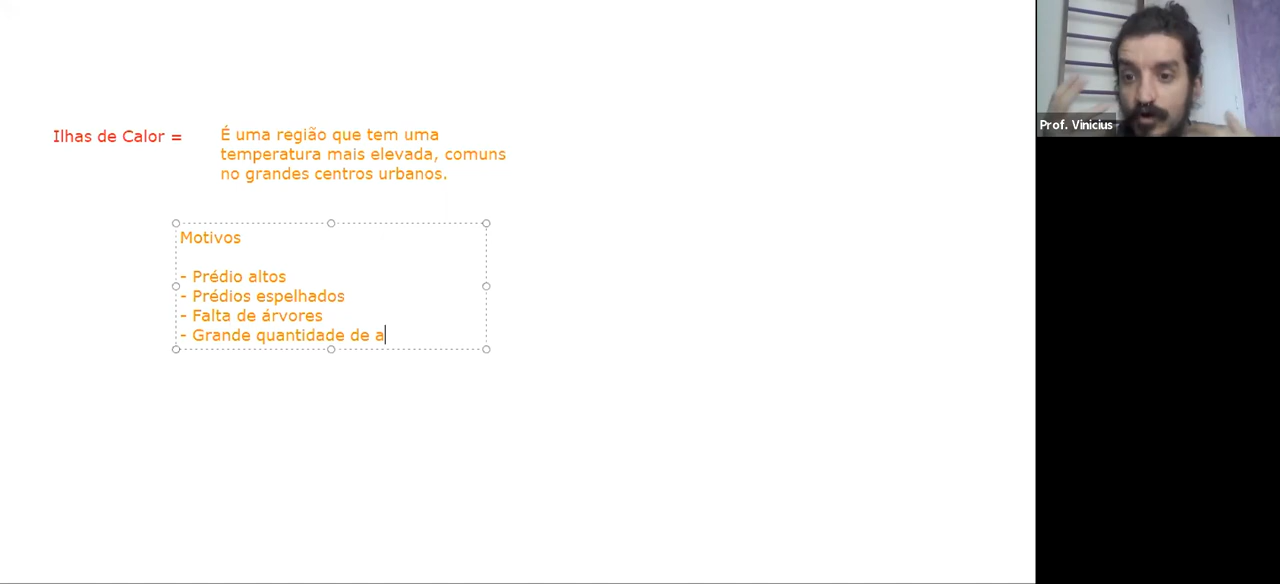 Ilhas de Calor =
É uma região que tem uma
temperatura mais elevada, comuns
no grandes centros urbanos.
Motivos
- Prédio altos
- Prédios espelhados
- Falta de árvores
- Grande quantidade de a
Prof. Vinicius -